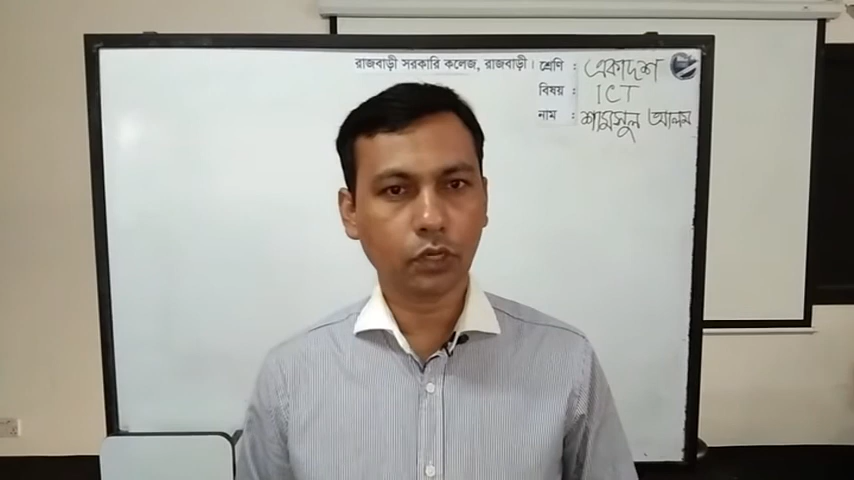 রাজবাড়ী সরকারি কলেজ, রাজবাড়ী। শ্রেণি : একাদশ
বিষয় : ICT
নাম : শামসুল আলম